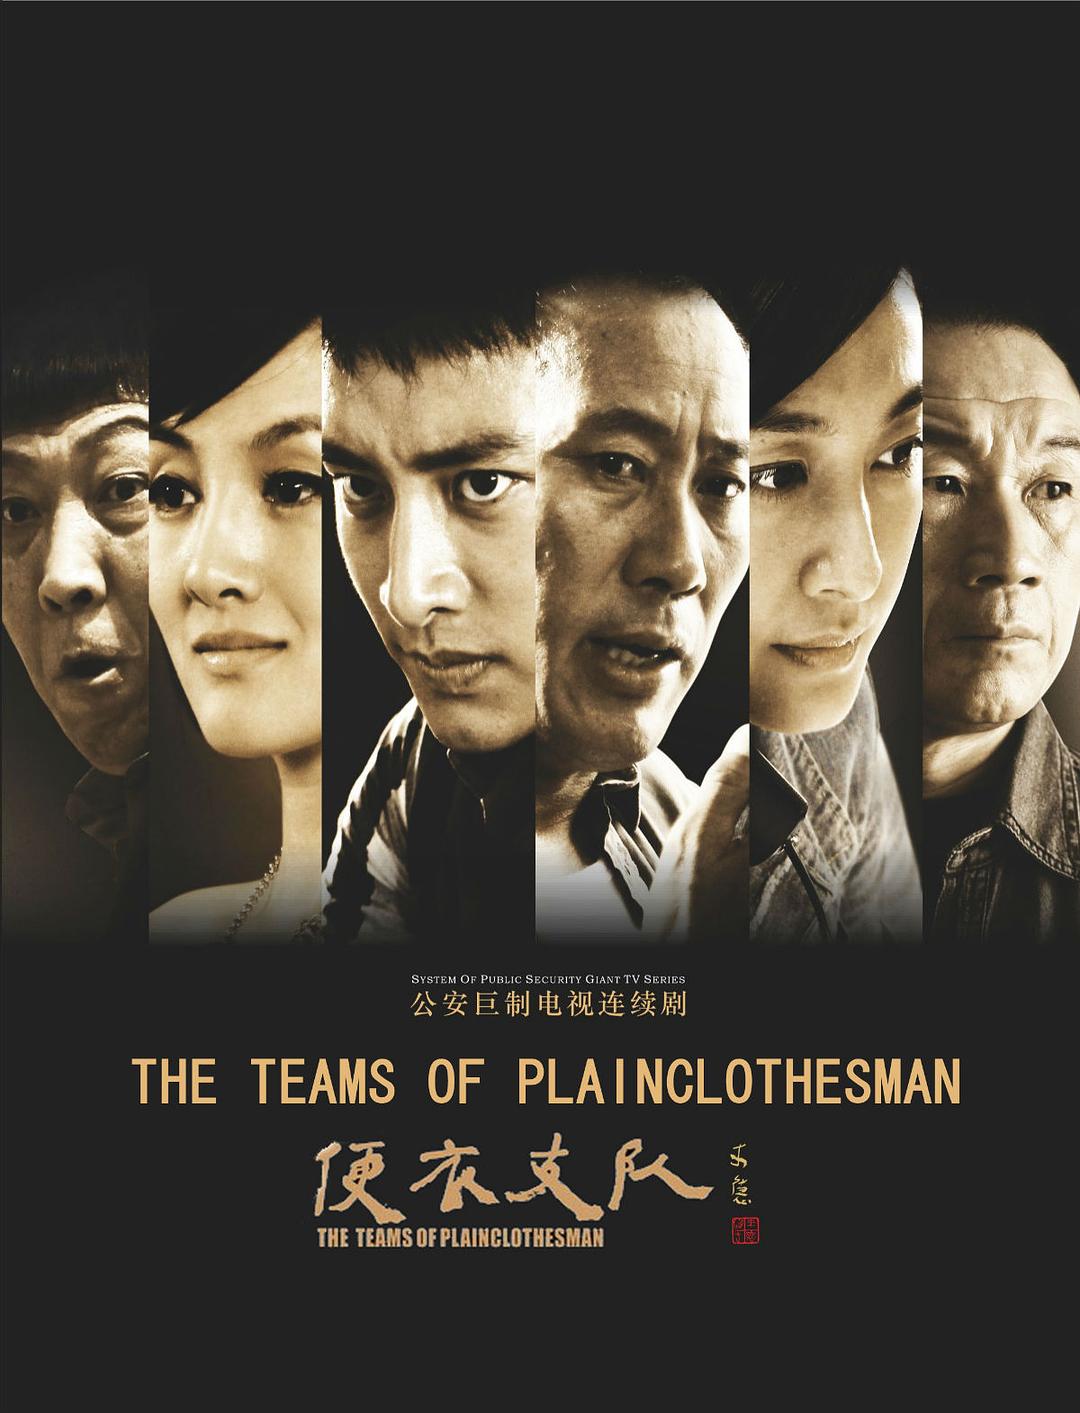 SYSTEM OF PUBLIC SECURITY GIANT TV SERIES
公安巨制电视连续剧
THE TEAMS OF PLAINCLOTHESMAN
便衣支队
THE TEAMS OF PLAINCLOTHESMAN